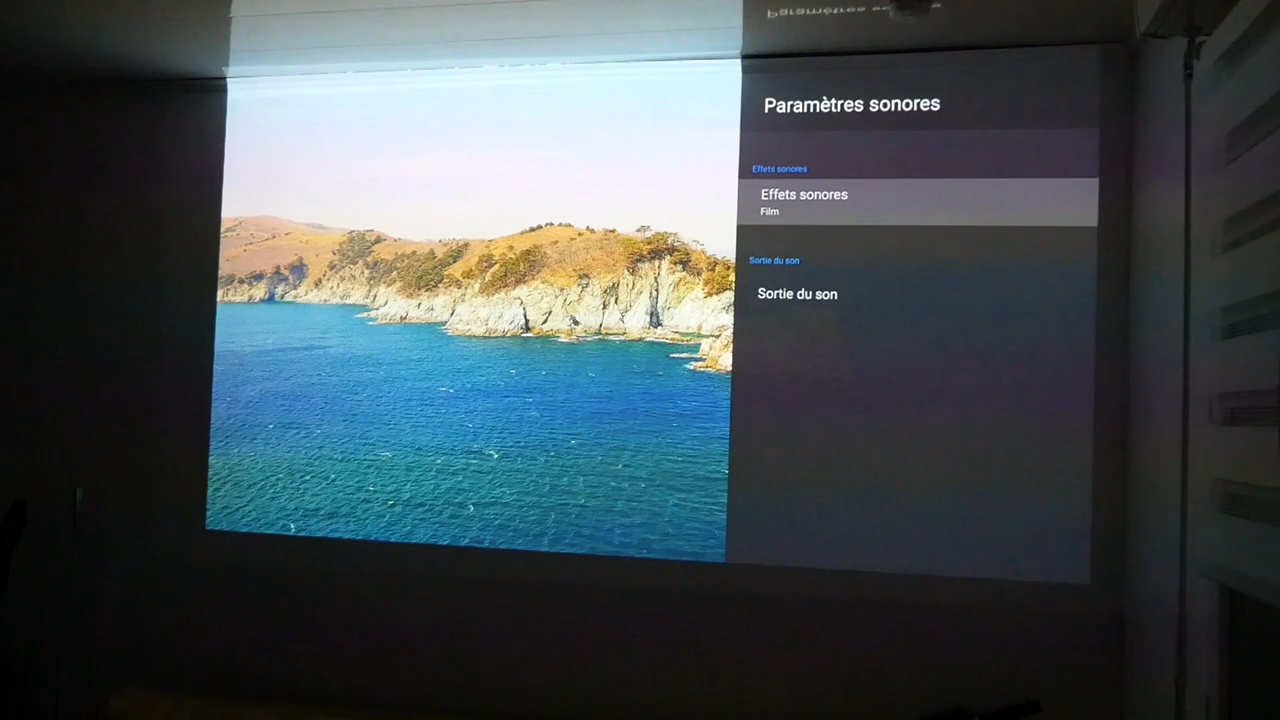 Paramètres sonores
Effets sonores
Effets sonores
Film
Sortie du son
Sortie du son